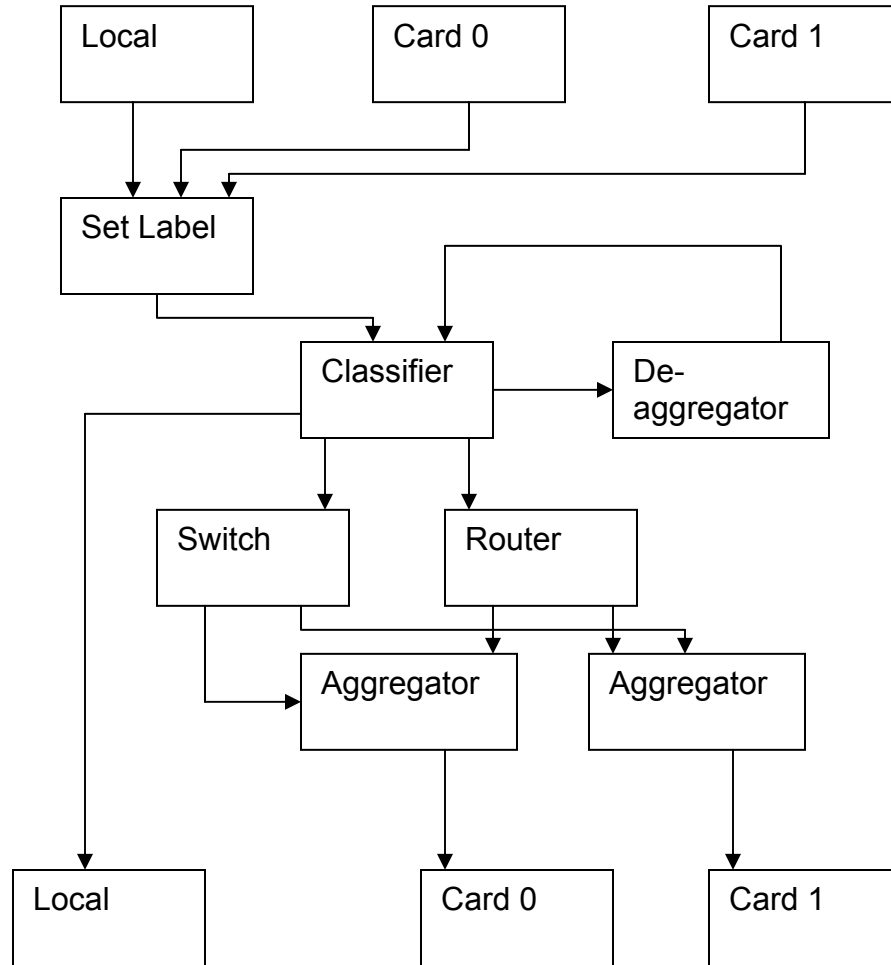 Local
Card 0
Card 1
Set Label
Classifier
De-
aggregator
Switch
Router
Aggregator
Aggregator
Local
Card 0
Card 1